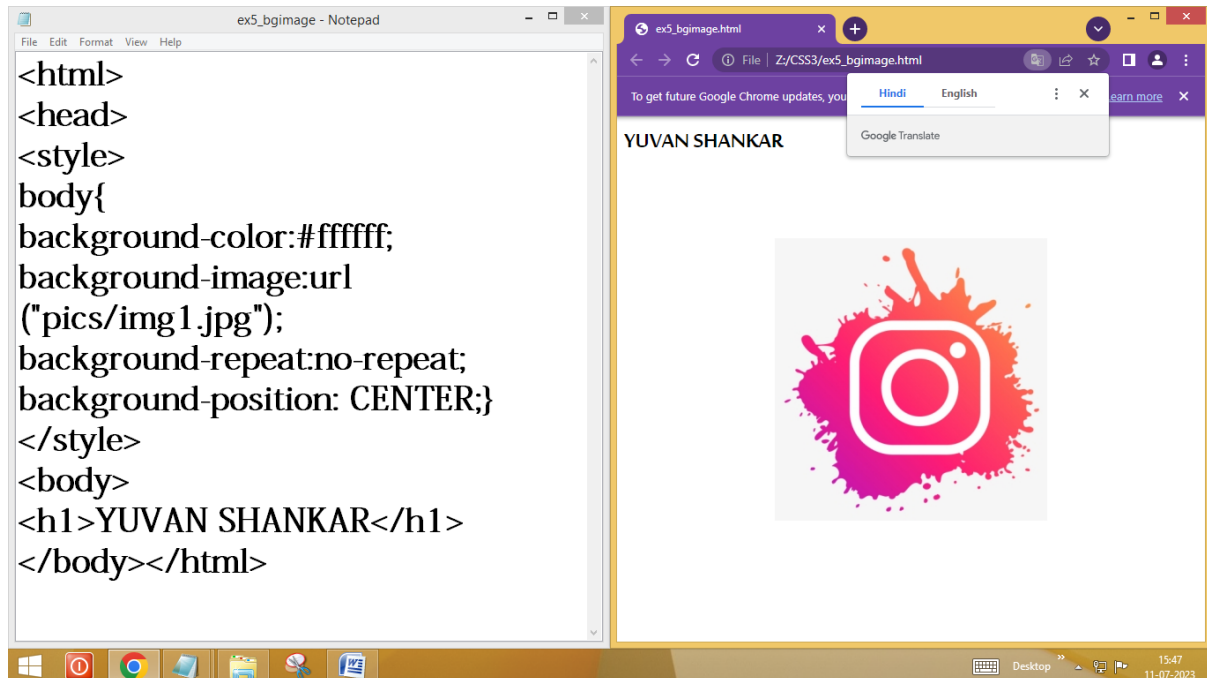 ex5_bgimage - Notepad
File Edit Format View Help
<html>
<head>
<style>
body{
background-color:#ffffff;
background-image:url
("pics/img1.jpg");
background-repeat:no-repeat;
background-position: CENTER;}
</style>
<body>
<h1>YUVAN SHANKAR</h1>
</body></html>
ex5_bgimage.html
File | Z:/CSS3/ex5_bgimage.html
To get future Google Chrome updates, you
earn more
Hindi English
Google Translate
YUVAN SHANKAR
Desktop
15:47
11-07-2023